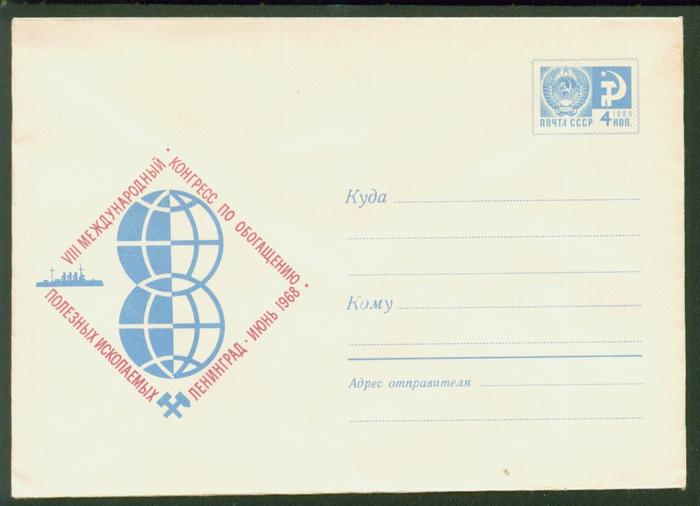 ПОЧТА СССР
1966
4 КОП.
VIII МЕЖДУНАРОДНЫЙ
КОНГРЕСС ПО ОБОГАЩЕНИЮ
ПОЛЕЗНЫХ ИСКОПАЕМЫХ
ЛЕНИНГРАД · ИЮНЬ 1968
Куда
Кому
Адрес отправителя